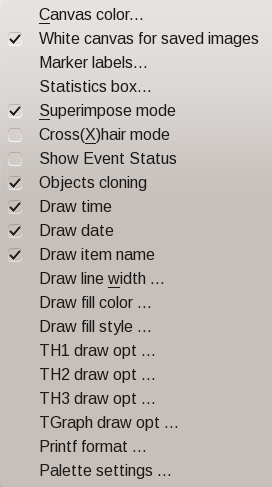 Canvas color...
White canvas for saved images
Marker labels...
Statistics box...
Superimpose mode
Cross(X)hair mode
Show Event Status
Objects cloning
Draw time
Draw date
Draw item name
Draw line width ...
Draw fill color ...
Draw fill style ...
TH1 draw opt ...
TH2 draw opt ...
TH3 draw opt ...
TGraph draw opt ...
Printf format ...
Palette settings ...